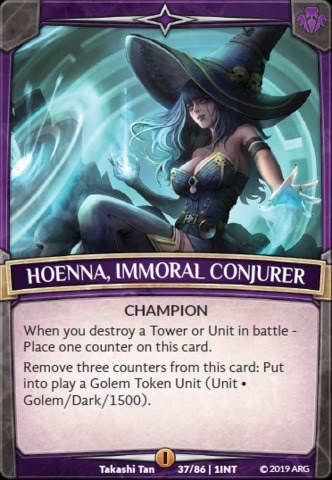 HOENNA, IMMORAL CONJURER
CHAMPION
When you destroy a Tower or Unit in battle -
Place one counter on this card.
Remove three counters from this card: Put
into play a Golem Token Unit (Unit •
Golem/Dark/1500).
I
Takashi Tan 37/86 | 1INT © 2019 ARG